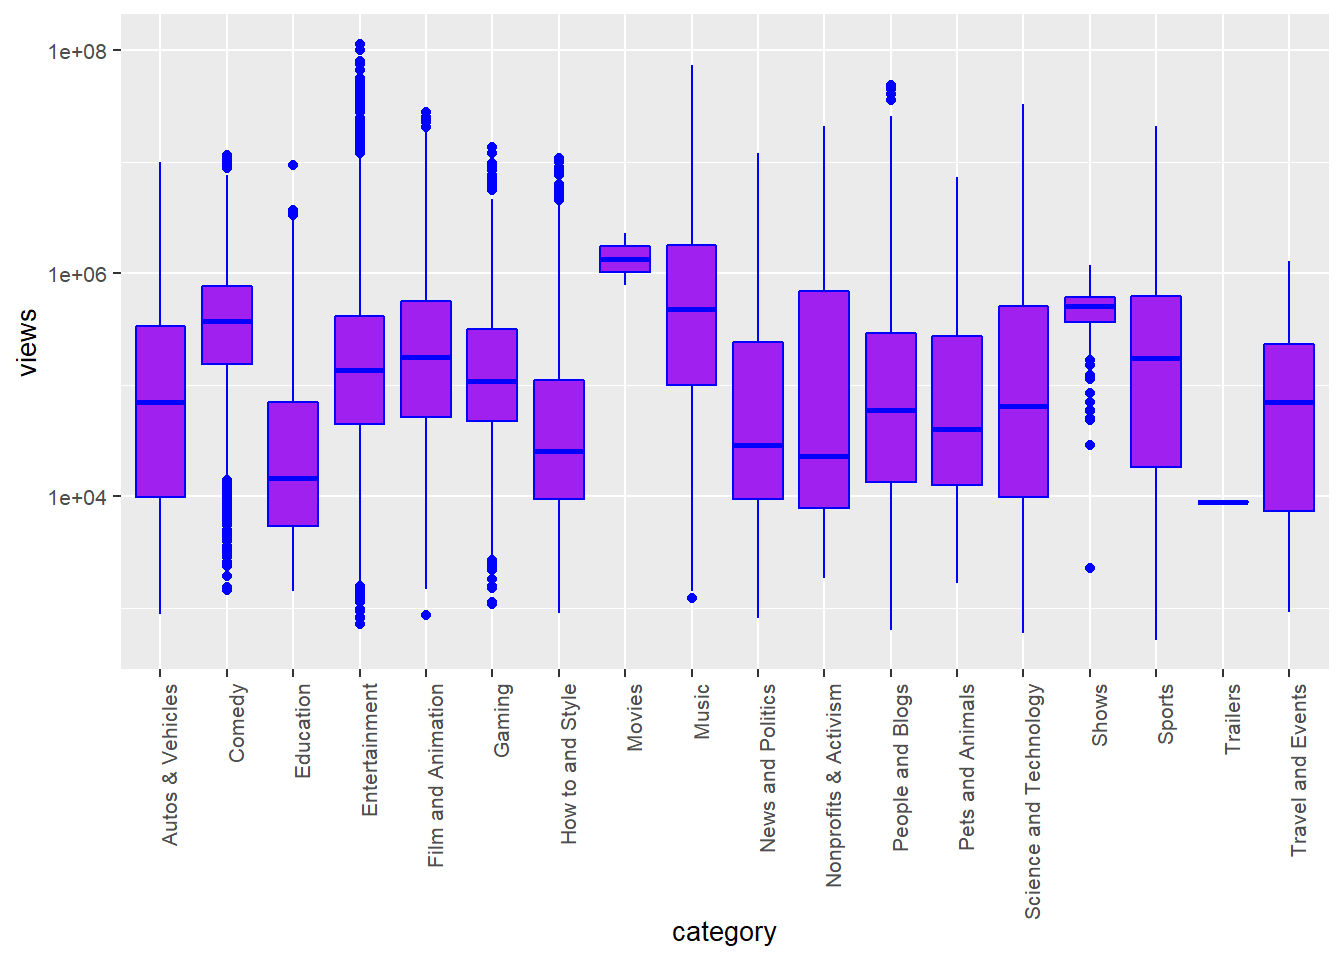 1e+08
1e+06
1e+04
views
Autos & Vehicles
Comedy
Education
Entertainment
Film and Animation
Gaming
How to and Style
Movies
Music
News and Politics
Nonprofits & Activism
People and Blogs
Pets and Animals
Science and Technology
Shows
Sports
Trailers
Travel and Events
category